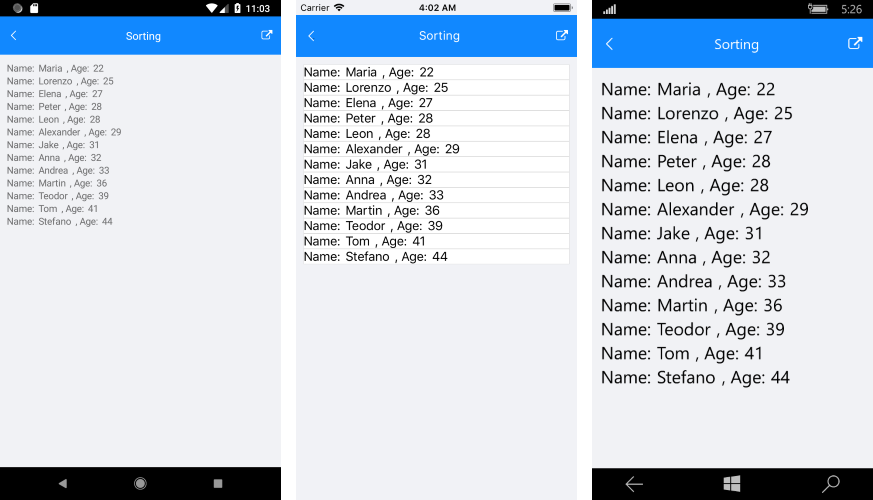 11:03
Sorting
Name: Maria , Age: 22
Name: Lorenzo , Age: 25
Name: Elena , Age: 27
Name: Peter , Age: 28
Name: Leon , Age: 28
Name: Alexander , Age: 29
Name: Jake , Age: 31
Name: Anna , Age: 32
Name: Andrea , Age: 33
Name: Martin , Age: 36
Name: Teodor , Age: 39
Name: Tom , Age: 41
Name: Stefano , Age: 44
Carrier 4:02 AM
Sorting
Name: Maria , Age: 22
Name: Lorenzo , Age: 25
Name: Elena , Age: 27
Name: Peter , Age: 28
Name: Leon , Age: 28
Name: Alexander , Age: 29
Name: Jake , Age: 31
Name: Anna , Age: 32
Name: Andrea , Age: 33
Name: Martin , Age: 36
Name: Teodor , Age: 39
Name: Tom , Age: 41
Name: Stefano , Age: 44
5:26
Sorting
Name: Maria , Age: 22
Name: Lorenzo , Age: 25
Name: Elena , Age: 27
Name: Peter , Age: 28
Name: Leon , Age: 28
Name: Alexander , Age: 29
Name: Jake , Age: 31
Name: Anna , Age: 32
Name: Andrea , Age: 33
Name: Martin , Age: 36
Name: Teodor , Age: 39
Name: Tom , Age: 41
Name: Stefano , Age: 44